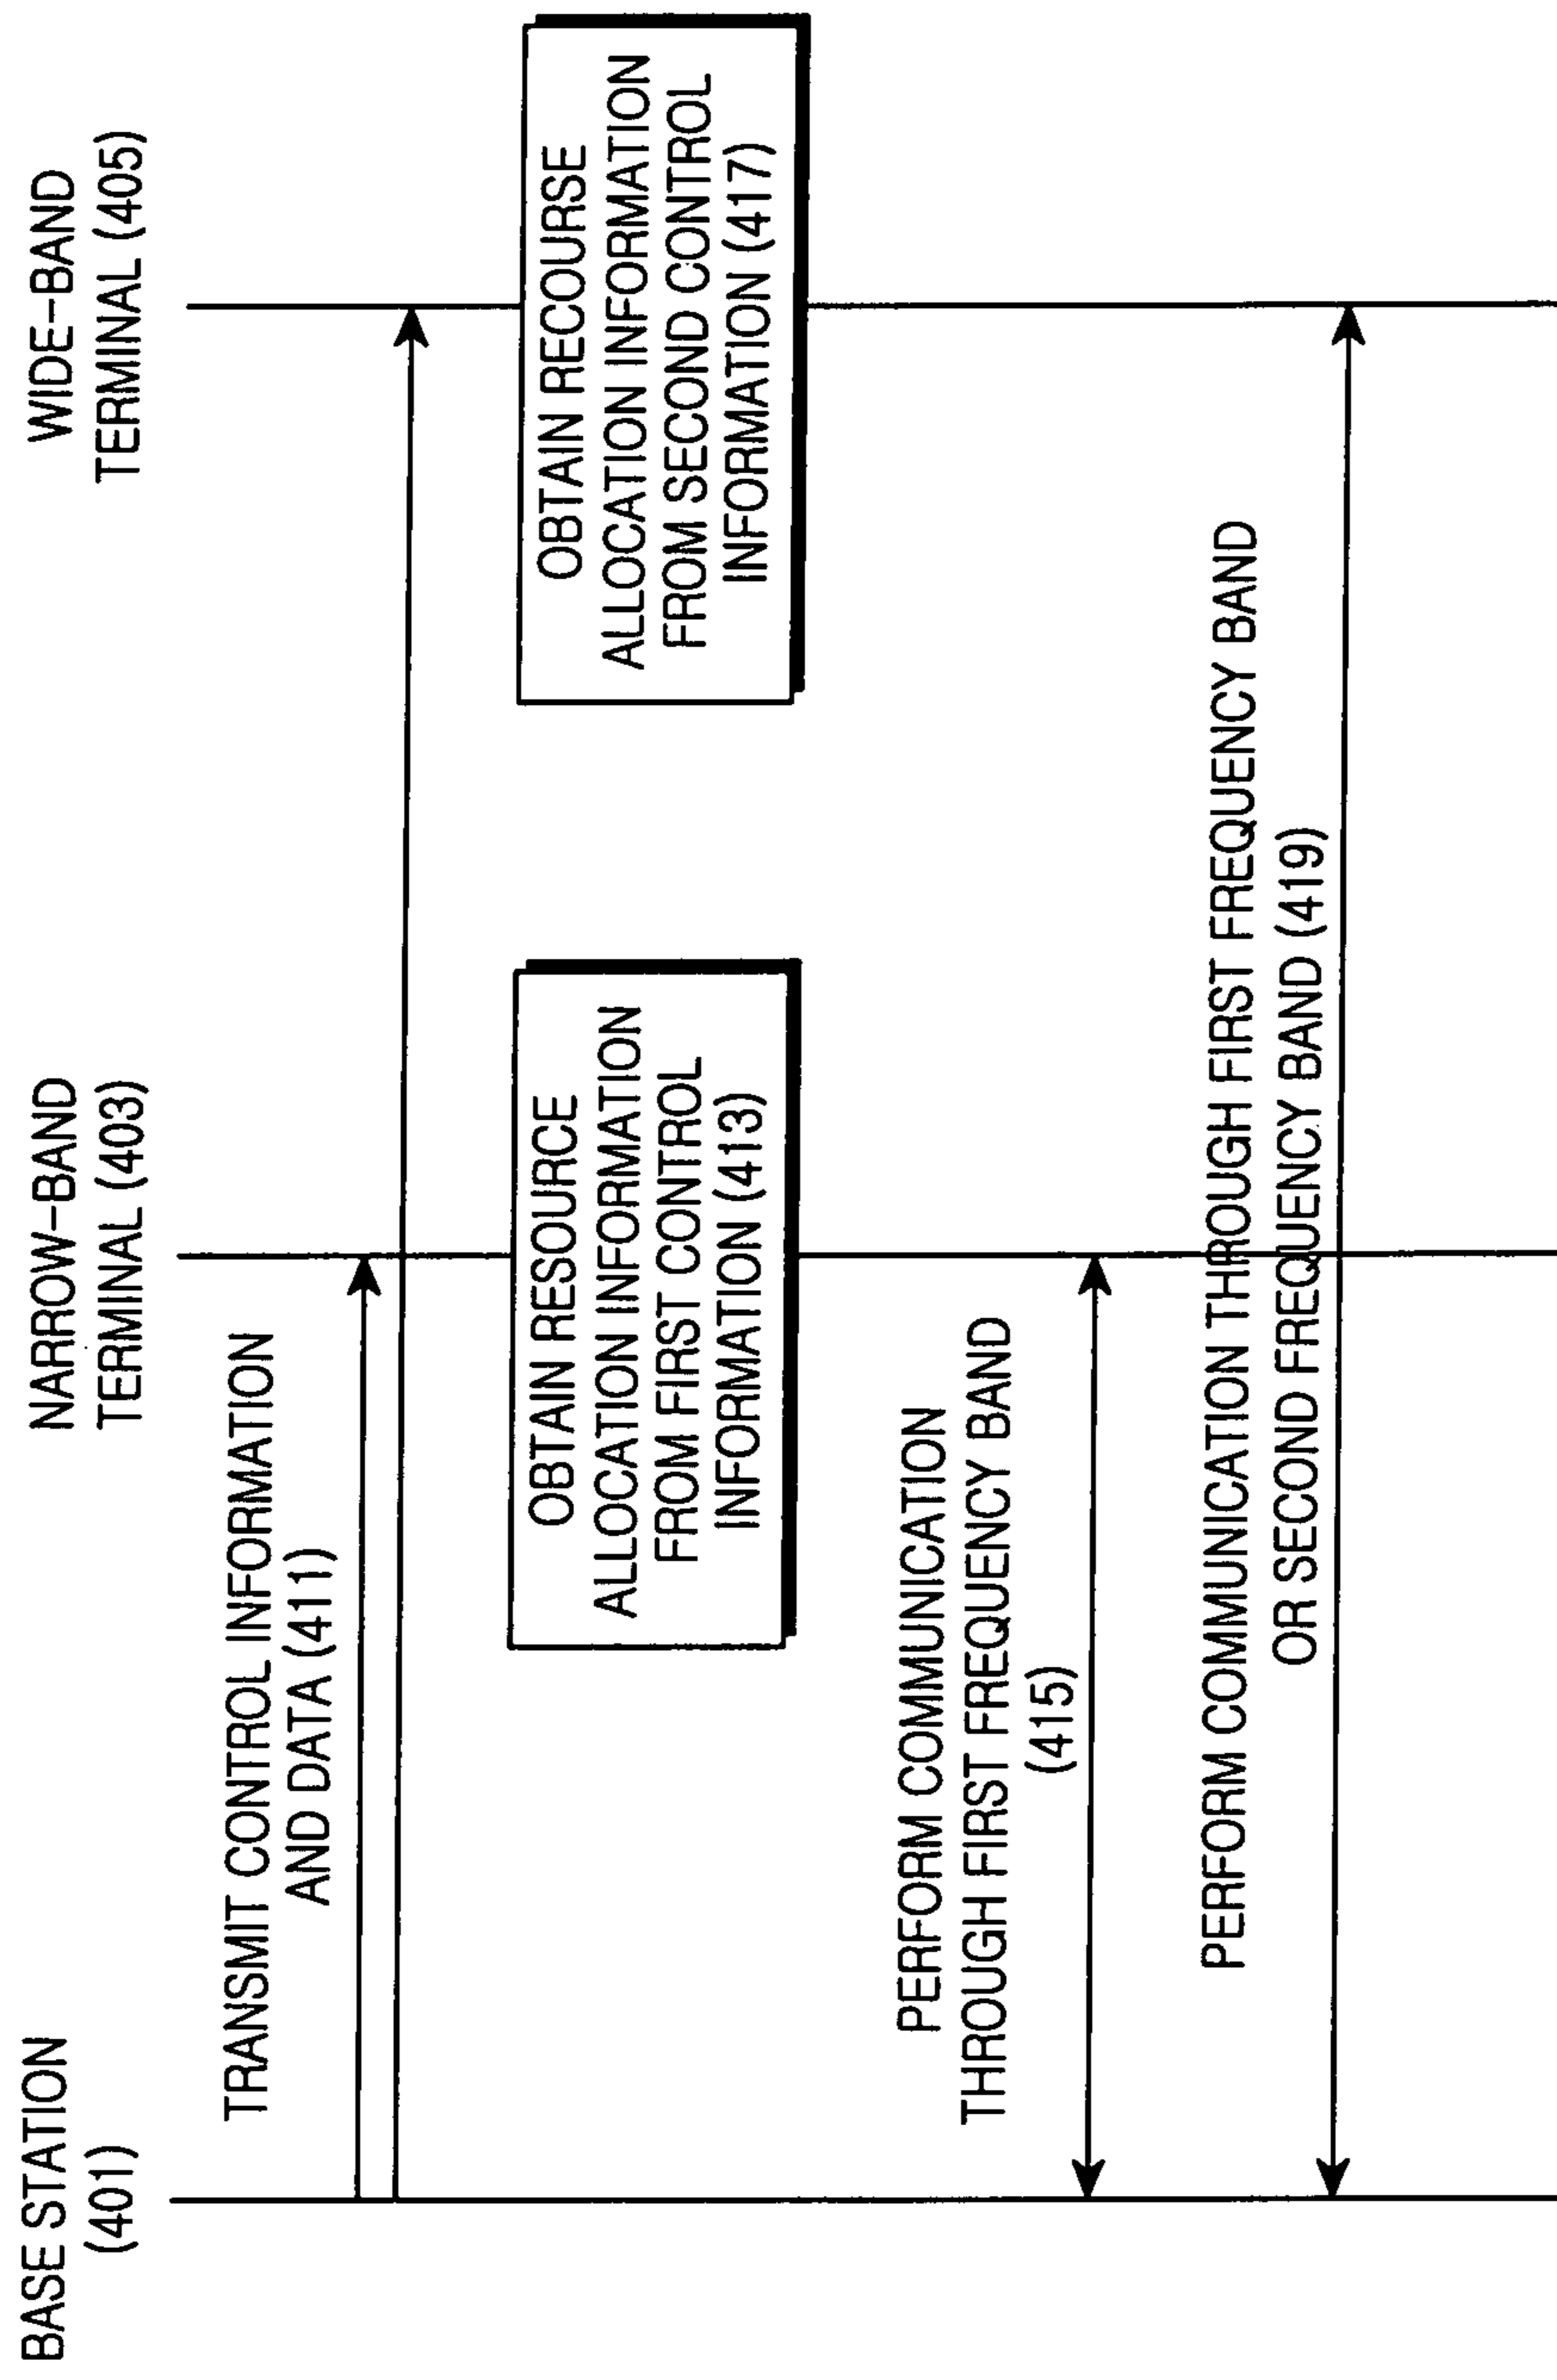 BASE STATION
(401)
NARROW-BAND
TERMINAL (403)
WIDE-BAND
TERMINAL (405)
TRANSMIT CONTROL INFORMATION
AND DATA (411)
OBTAIN RESOURCE
ALLOCATION INFORMATION
FROM FIRST CONTROL
INFORMATION (413)
OBTAIN RECOURSE
ALLOCATION INFORMATION
FROM SECOND CONTROL
INFORMATION (417)
PERFORM COMMUNICATION
THROUGH FIRST FREQUENCY BAND
(415)
PERFORM COMMUNICATION THROUGH FIRST FREQUENCY BAND
OR SECOND FREQUENCY BAND (419)